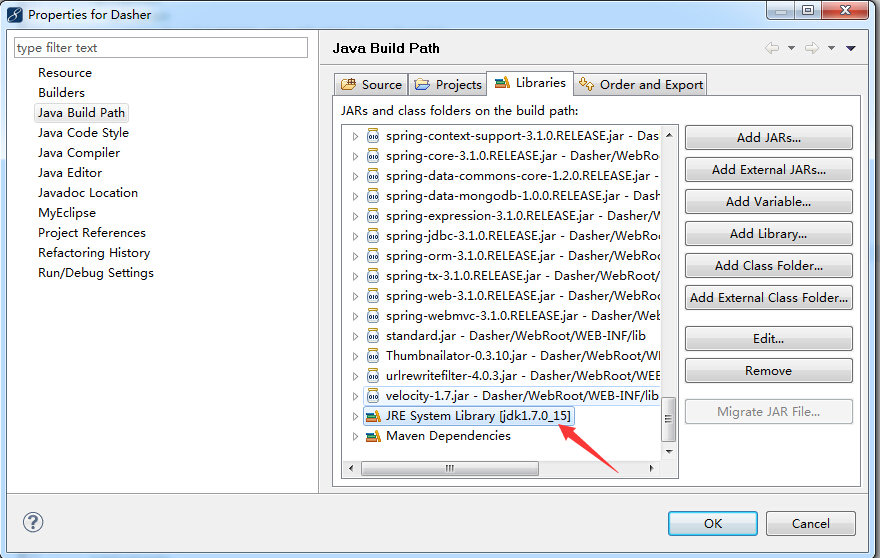 Properties for Dasher
type filter text
Resource
Builders
Java Build Path
Java Code Style
Java Compiler
Java Editor
Javadoc Location
MyEclipse
Project References
Refactoring History
Run/Debug Settings
Java Build Path
Source
Projects
Libraries
Order and Export
JARs and class folders on the build path:
spring-context-support-3.1.0.RELEASE.jar - Das
spring-core-3.1.0.RELEASE.jar - Dasher/WebRo
spring-data-commons-core-1.2.0.RELEASE.jar -
spring-data-mongodb-1.0.0.RELEASE.jar - Dashe
spring-expression-3.1.0.RELEASE.jar - Dasher/W
spring-jdbc-3.1.0.RELEASE.jar - Dasher/WebRoo
spring-orm-3.1.0.RELEASE.jar - Dasher/WebRoo
spring-tx-3.1.0.RELEASE.jar - Dasher/WebRoot/
spring-web-3.1.0.RELEASE.jar - Dasher/WebRoo
spring-webmvc-3.1.0.RELEASE.jar - Dasher/Wel
standard.jar - Dasher/WebRoot/WEB-INF/lib
Thumbnailator-0.3.10.jar - Dasher/WebRoot/W
urlrewritefilter-4.0.3.jar - Dasher/WebRoot/WEE
velocity-1.7.jar - Dasher/WebRoot/WEB-INF/lib
JRE System Library [jdk1.7.0_15]
Maven Dependencies
Add JARs...
Add External JARs...
Add Variable...
Add Library...
Add Class Folder...
Add External Class Folder...
Edit...
Remove
Migrate JAR File...
OK
Cancel